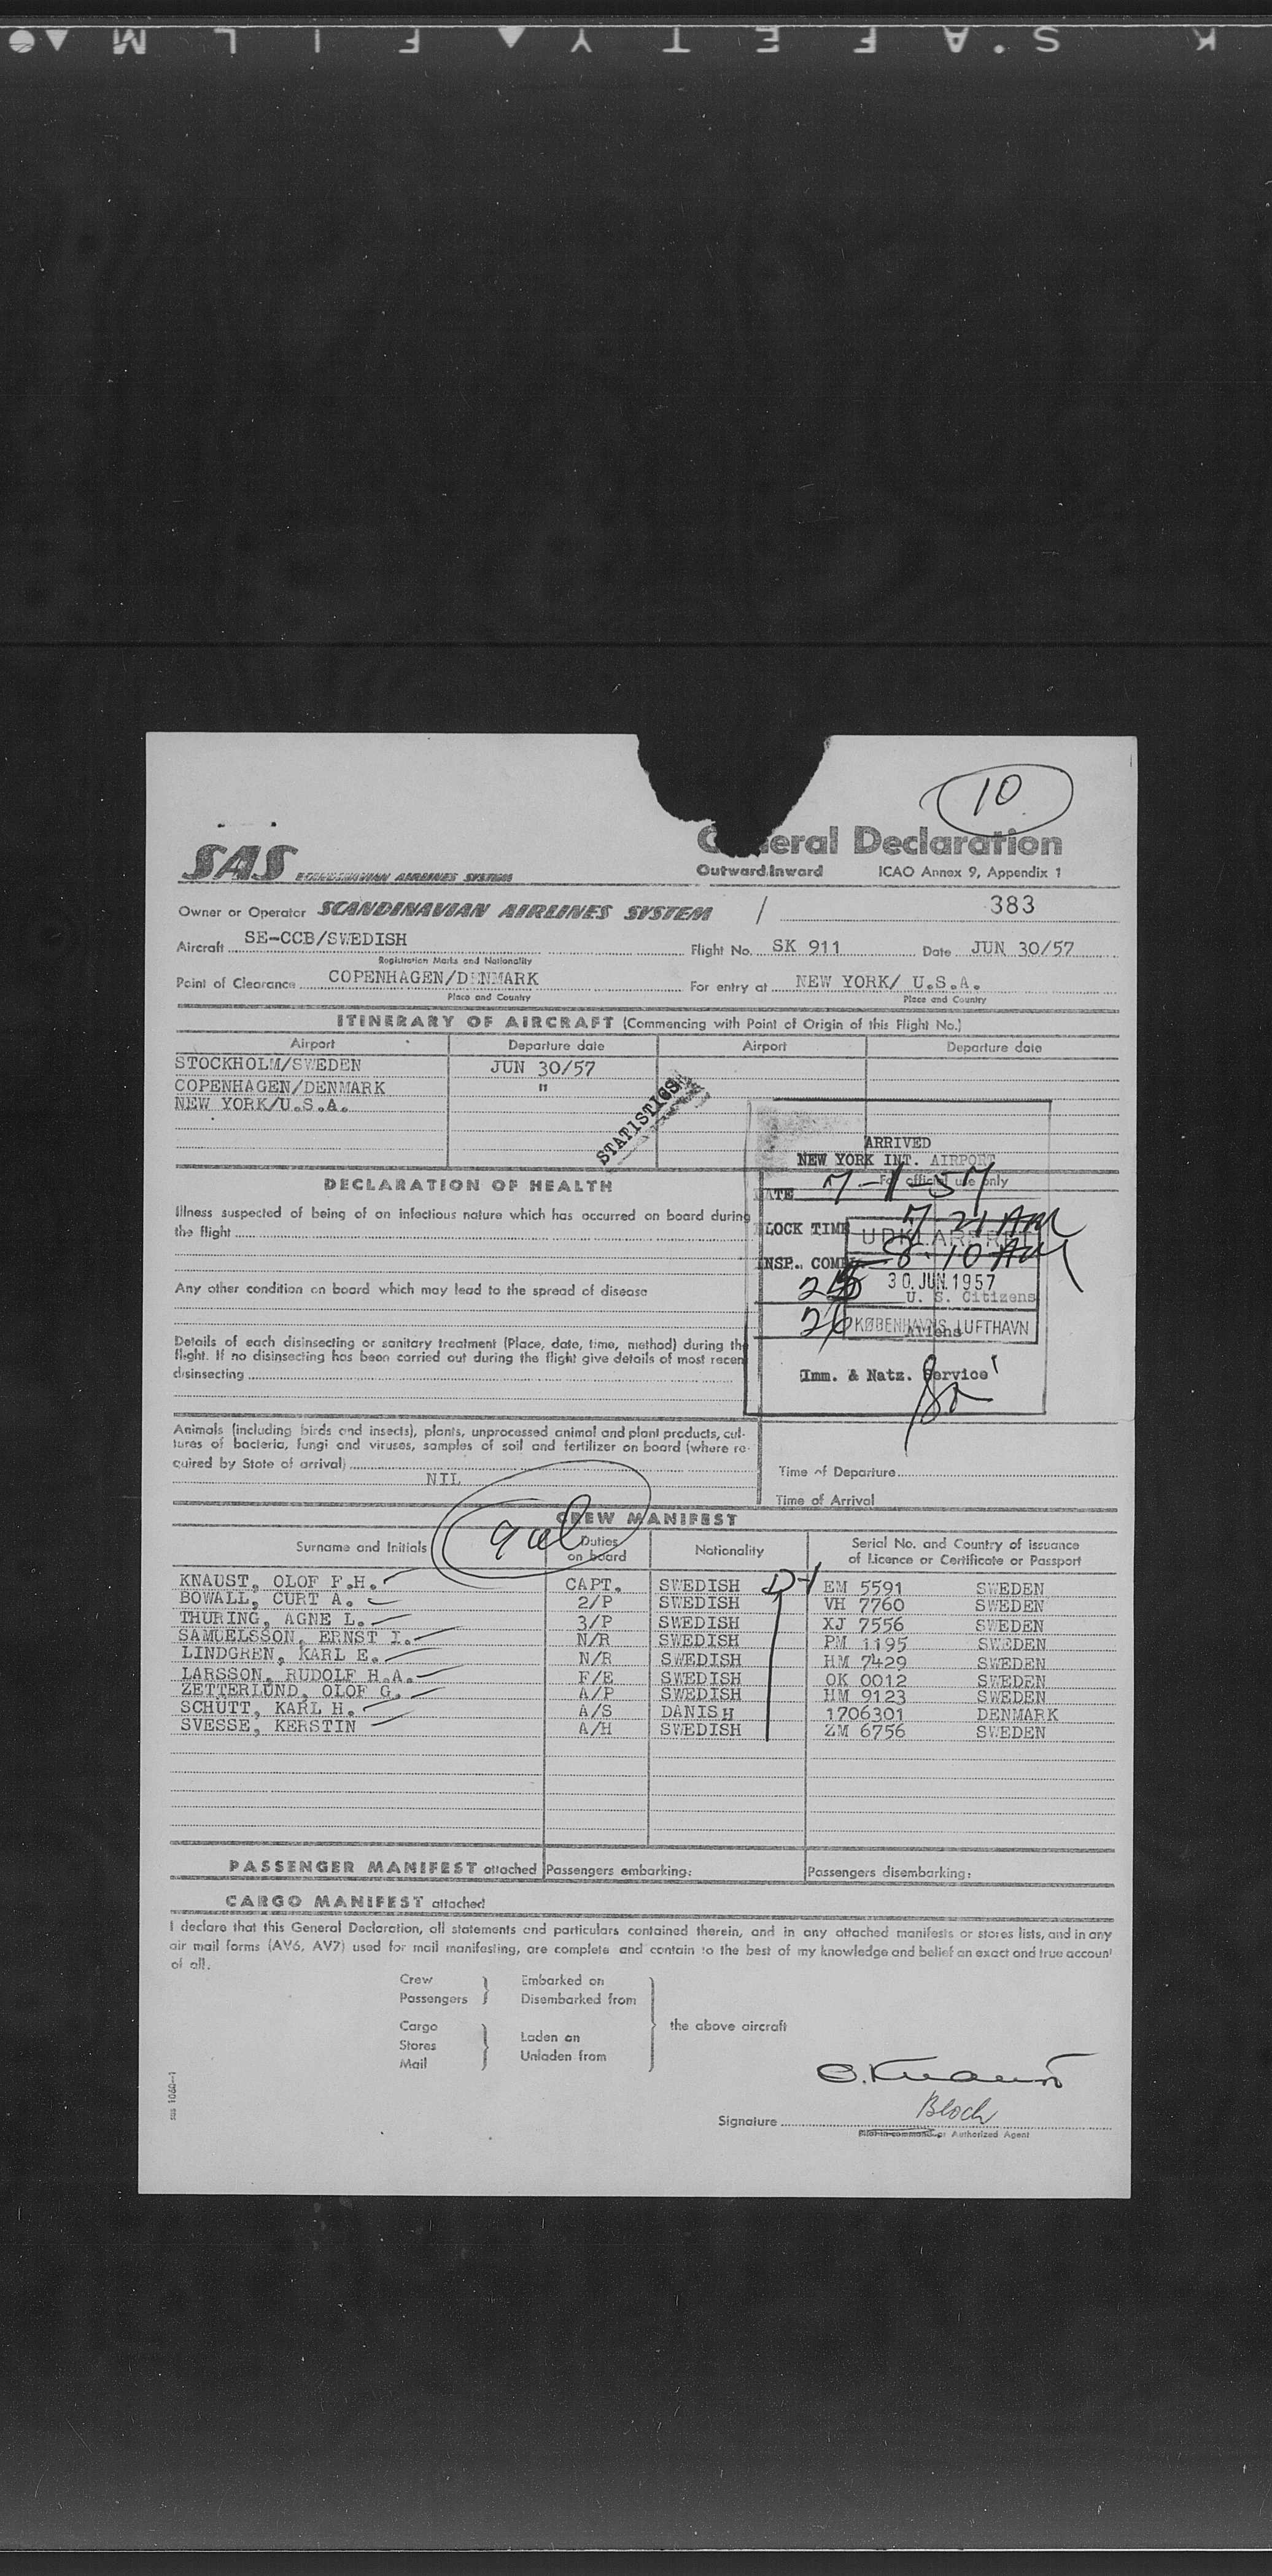 K S'A F E T Y ▲ F I L M ▲ ●
10
General Declaration
SAS SCANDINAVIAN AIRLINES SYSTEM
Outward/Inward ICAO Annex 9, Appendix 1
Owner or Operator SCANDINAVIAN AIRLINES SYSTEM / 383
Aircraft SE-CCB/SWEDISH Flight No. SK 911 Date JUN 30/57
Registration Marks and Nationality
Point of Clearance COPENHAGEN/DENMARK For entry at NEW YORK/ U.S.A.
Place and Country Place and Country
ITINERARY OF AIRCRAFT (Commencing with Point of Origin of this Flight No.)
Airport Departure date Airport Departure date
STOCKHOLM/SWEDEN JUN 30/57
COPENHAGEN/DENMARK "
NEW YORK/U.S.A.
STATISTICS
ARRIVED
NEW YORK INT. AIRPORT
DECLARATION OF HEALTH
For official use only
DATE 7-1-57
Illness suspected of being of an infectious nature which has occurred on board during
the flight
BLOCK TIME 7 21 AM
UDKLARERET
INSP. COMPL 8:10 AM
30. JUN. 1957
25 U. S. Citizens
Any other condition on board which may lead to the spread of disease
26 Aliens
KØBENHAVNS LUFTHAVN
Details of each disinsecting or sanitary treatment (Place, date, time, method) during the
flight. If no disinsecting has been carried out during the flight give details of most recent
disinsecting
Imm. & Natz. Service
Animals (including birds and insects), plants, unprocessed animal and plant products, cul-
tures of bacteria, fungi and viruses, samples of soil and fertilizer on board (where re-
quired by State of arrival)
NIL
Time of Departure
Time of Arrival
CREW MANIFEST
Surname and Initials Duties on board Nationality Serial No. and Country of issuance
of Licence or Certificate or Passport
KNAUST, OLOF F.H. CAPT. SWEDISH D-1 EM 5591 SWEDEN
BOWALL, CURT A. 2/P SWEDISH VH 7760 SWEDEN
THURING, AGNE L. 3/P SWEDISH XJ 7556 SWEDEN
SAMUELSSON, ERNST I. N/R SWEDISH PM 1195 SWEDEN
LINDGREN, KARL E. N/R SWEDISH HM 7429 SWEDEN
LARSSON, RUDOLF H.A. F/E SWEDISH OK 0012 SWEDEN
ZETTERLUND, OLOF G. A/P SWEDISH HM 9123 SWEDEN
SCHÜTT, KARL H. A/S DANISH 1706301 DENMARK
SVESSE, KERSTIN A/H SWEDISH ZM 6756 SWEDEN
PASSENGER MANIFEST attached Passengers embarking: Passengers disembarking:
CARGO MANIFEST attached
I declare that this General Declaration, all statements and particulars contained therein, and in any attached manifests or stores lists, and in any
air mail forms (AV6, AV7) used for mail manifesting, are complete and contain to the best of my knowledge and belief an exact and true account
of all.
Crew } Embarked on
Passengers } Disembarked from
Cargo
Stores } Laden on
Mail } Unladen from
the above aircraft
O. Knaust
Bloch
Signature
Pilot-in-command or Authorized Agent
sas 1060-1